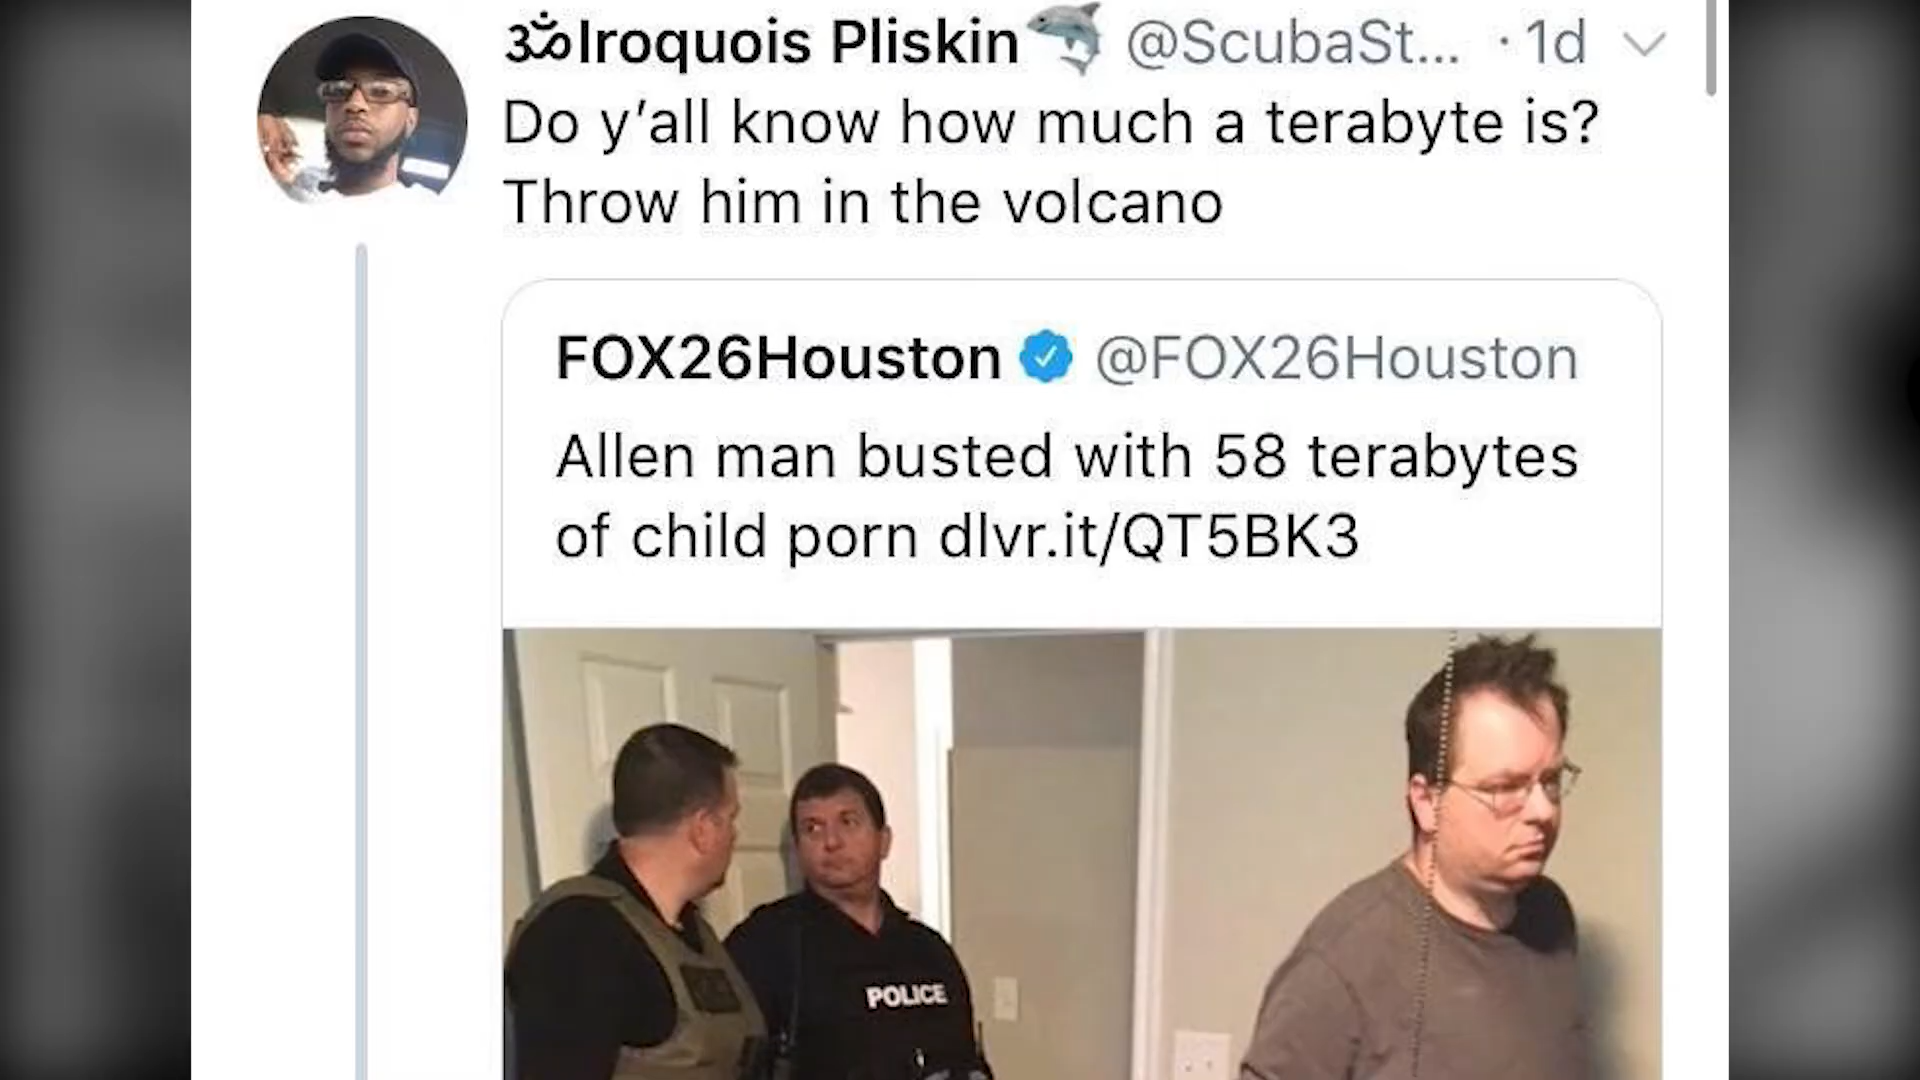 ॐIroquois Pliskin🦈 @ScubaSt... · 1d
Do y’all know how much a terabyte is?
Throw him in the volcano
FOX26Houston @FOX26Houston
Allen man busted with 58 terabytes
of child porn dlvr.it/QT5BK3
POLICE